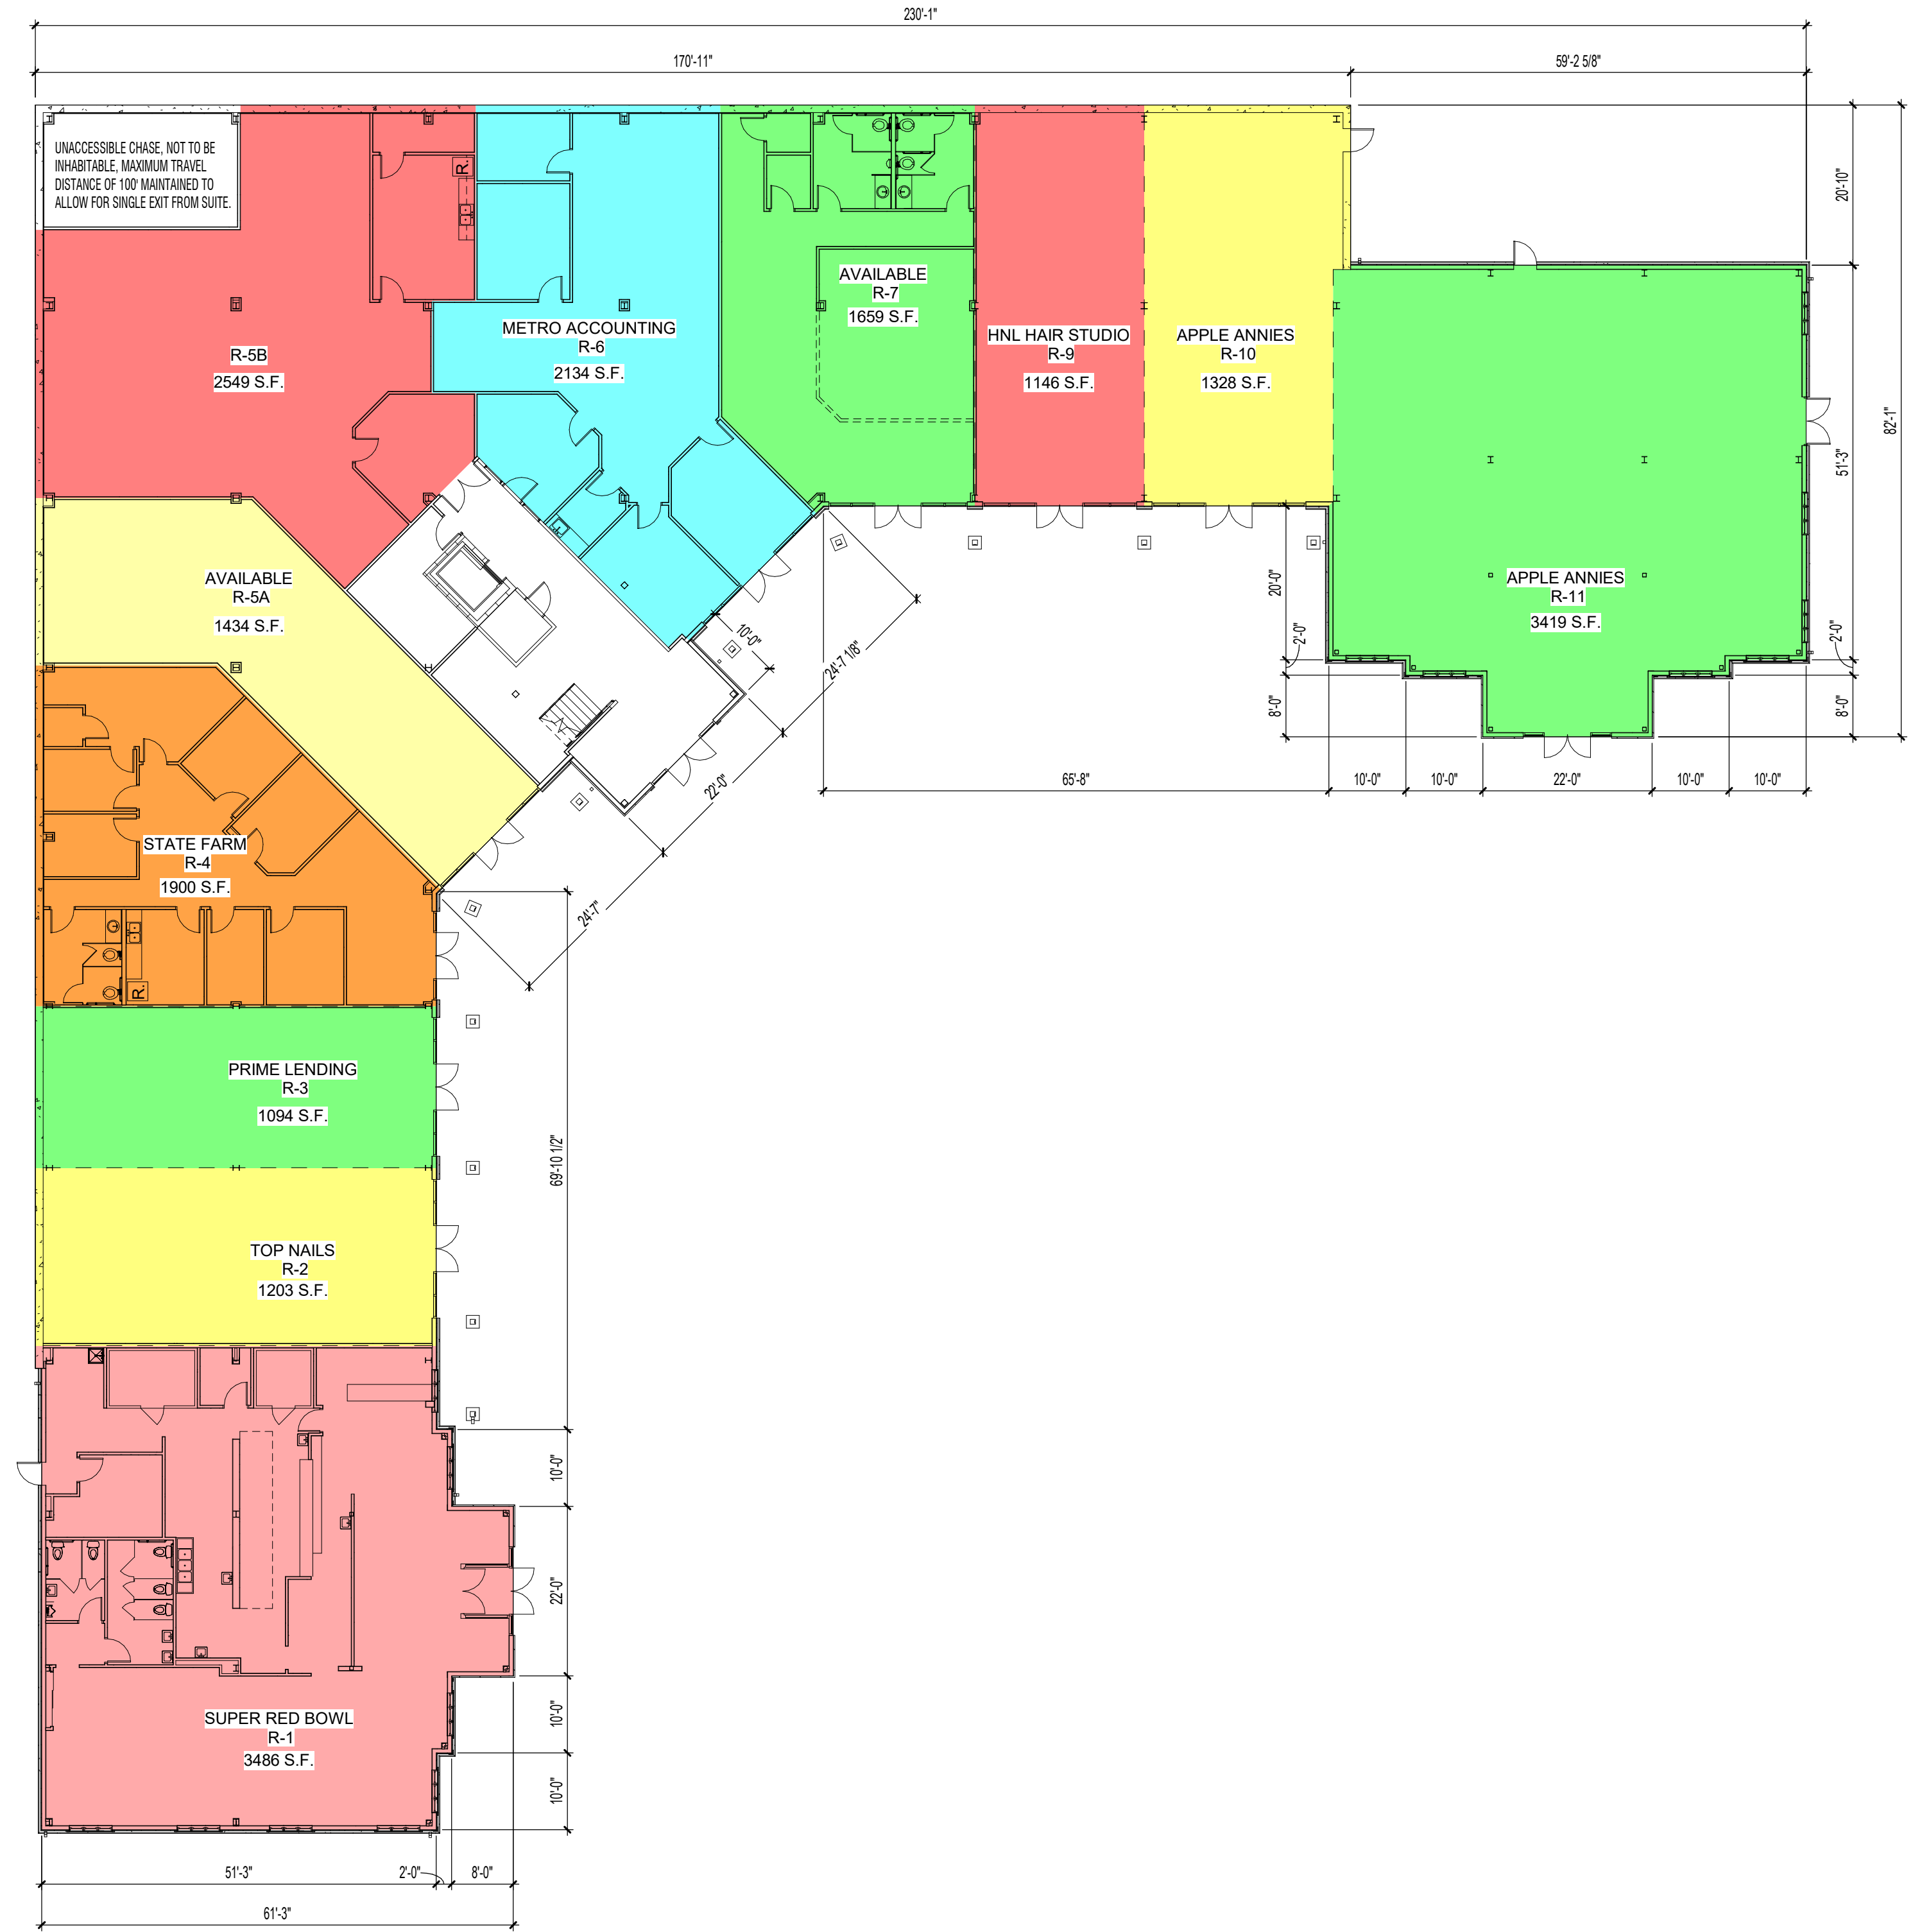 230'-1"
170'-11"
59'-2 5/8"
UNACCESSIBLE CHASE, NOT TO BE
INHABITABLE, MAXIMUM TRAVEL
DISTANCE OF 100' MAINTAINED TO
ALLOW FOR SINGLE EXIT FROM SUITE.
R.
20'-10"
82'-1"
51'-3"
AVAILABLE
R-7
1659 S.F.
METRO ACCOUNTING
R-6
2134 S.F.
HNL HAIR STUDIO
R-9
1146 S.F.
APPLE ANNIES
R-10
1328 S.F.
R-5B
2549 S.F.
AVAILABLE
R-5A
1434 S.F.
APPLE ANNIES
R-11
3419 S.F.
20'-0"
2'-0"
8'-0"
2'-0"
8'-0"
10'-0"
24'-7 1/8"
22'-0"
24'-7"
65'-8"
10'-0"
10'-0"
22'-0"
10'-0"
10'-0"
STATE FARM
R-4
1900 S.F.
R.
PRIME LENDING
R-3
1094 S.F.
69'-10 1/2"
TOP NAILS
R-2
1203 S.F.
10'-0"
22'-0"
10'-0"
10'-0"
SUPER RED BOWL
R-1
3486 S.F.
51'-3"
2'-0"
8'-0"
61'-3"